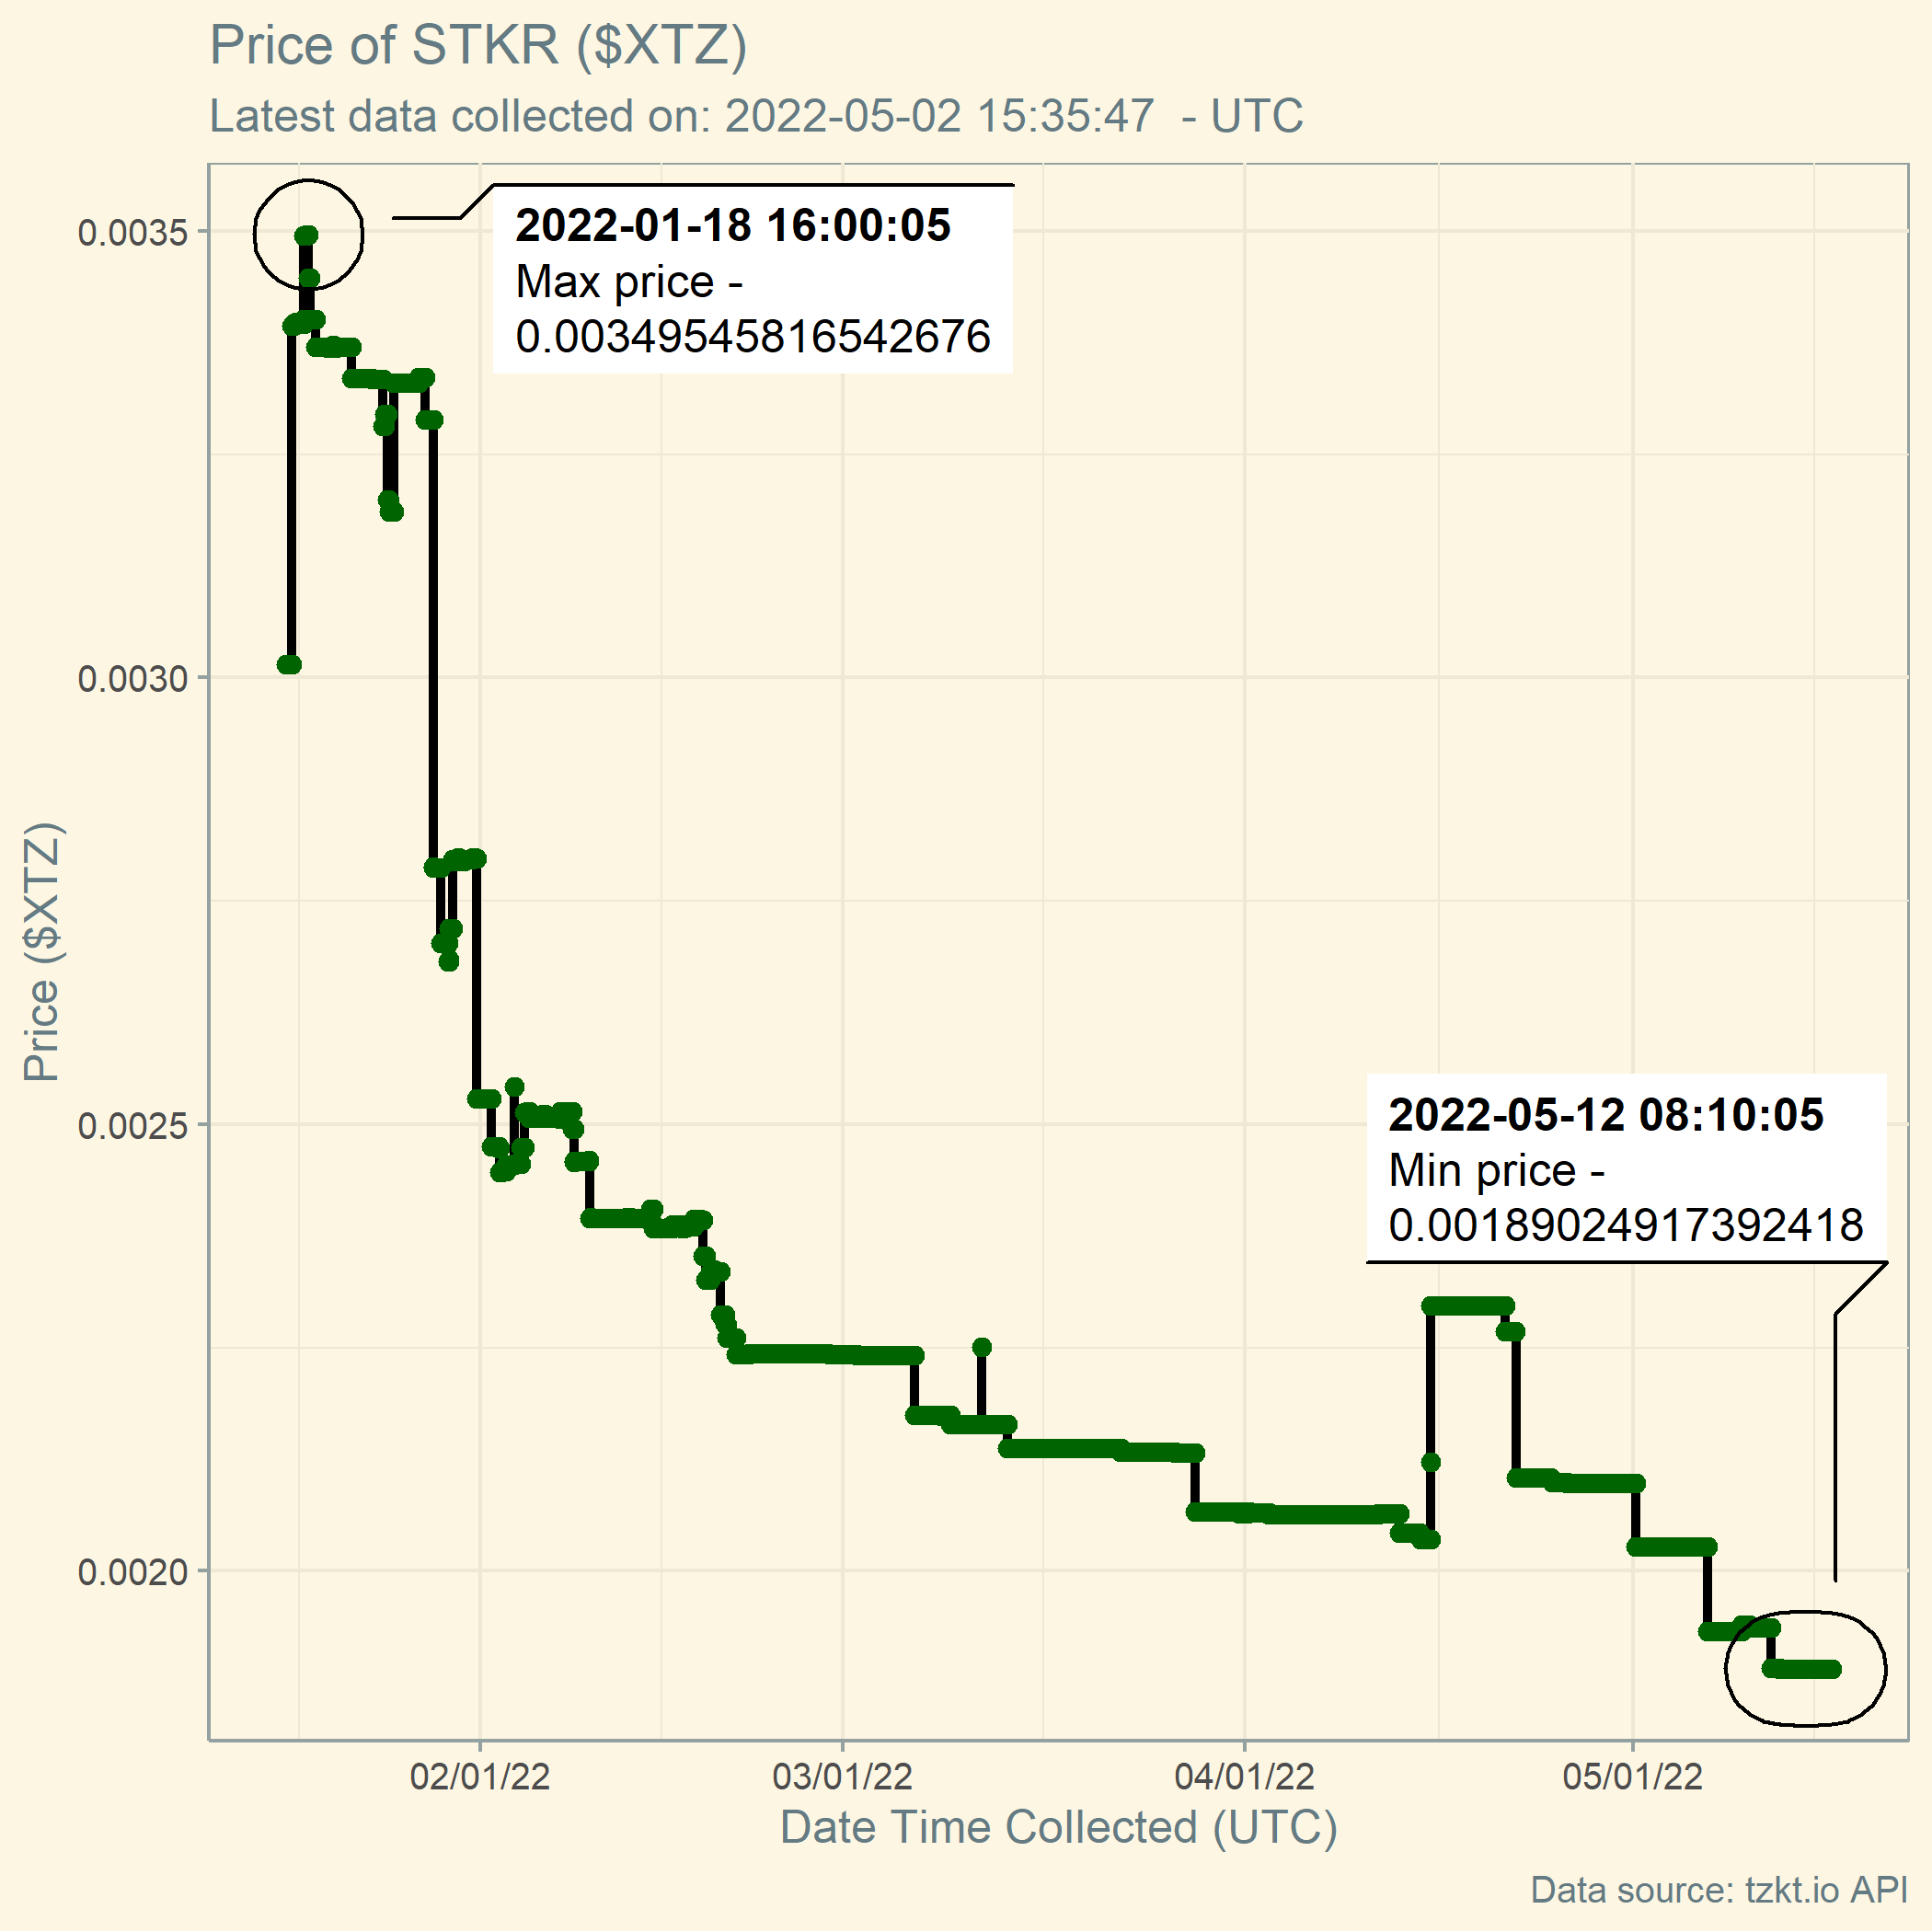 Price of STKR ($XTZ)
Latest data collected on: 2022-05-02 15:35:47  - UTC
2022-01-18 16:00:05
Max price -
0.00349545816542676
2022-05-12 08:10:05
Min price -
0.00189024917392418
Price ($XTZ)
0.0035
0.0030
0.0025
0.0020
02/01/22
03/01/22
04/01/22
05/01/22
Date Time Collected (UTC)
Data source: tzkt.io API